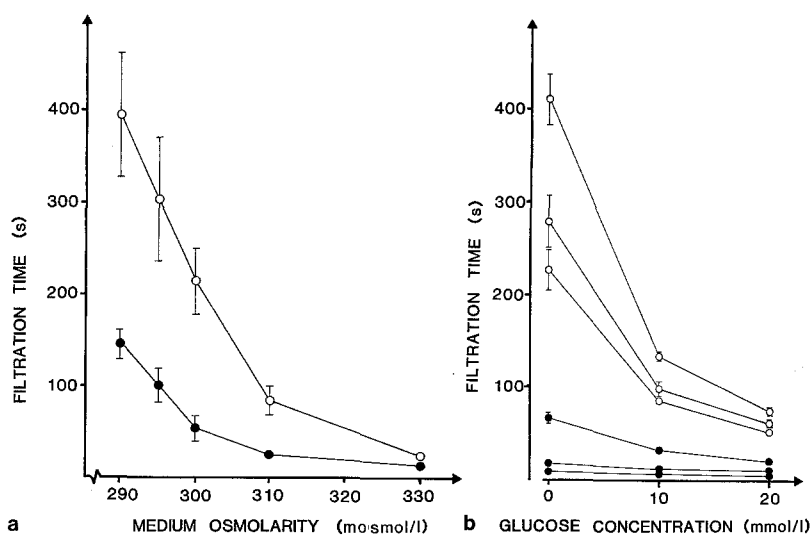 400
300
200
100
FILTRATION TIME (s)
290 300 310 320 330
a MEDIUM OSMOLARITY (mosmol/l)
400
300
200
100
FILTRATION TIME (s)
0 10 20
b GLUCOSE CONCENTRATION (mmol/l)